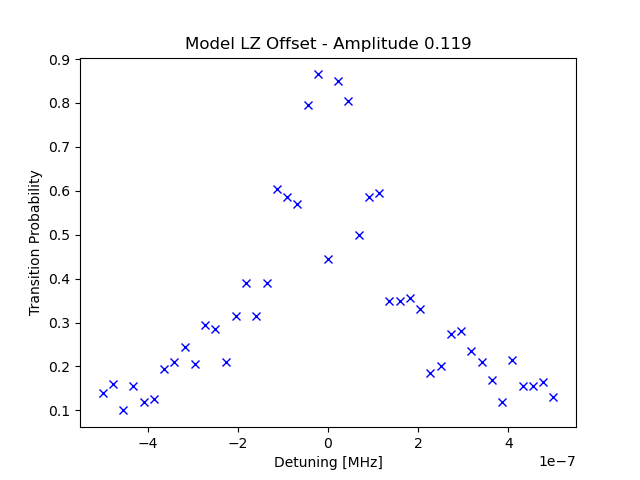 Model LZ Offset - Amplitude 0.119
0.9
0.8
0.7
0.6
0.5
0.4
0.3
0.2
0.1
Transition Probability
−4 −2 0 2 4
1e−7
Detuning [MHz]